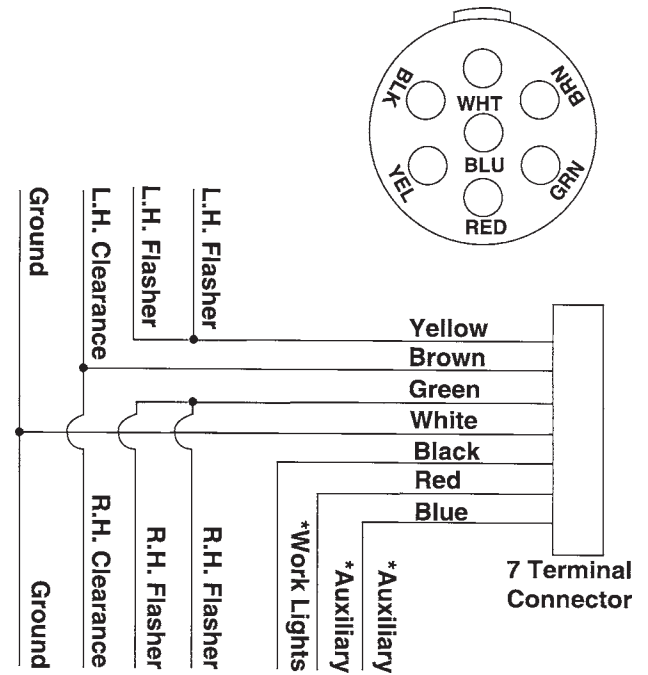 BLK
WHT
BRN
BLU
YEL
GRN
RED
Ground
L.H. Clearance
L.H. Flasher
L.H. Flasher
Yellow
Brown
Green
White
Black
Red
Blue
Ground
R.H. Clearance
R.H. Flasher
R.H. Flasher
*Work Lights
*Auxiliary
*Auxiliary
7 Terminal
Connector